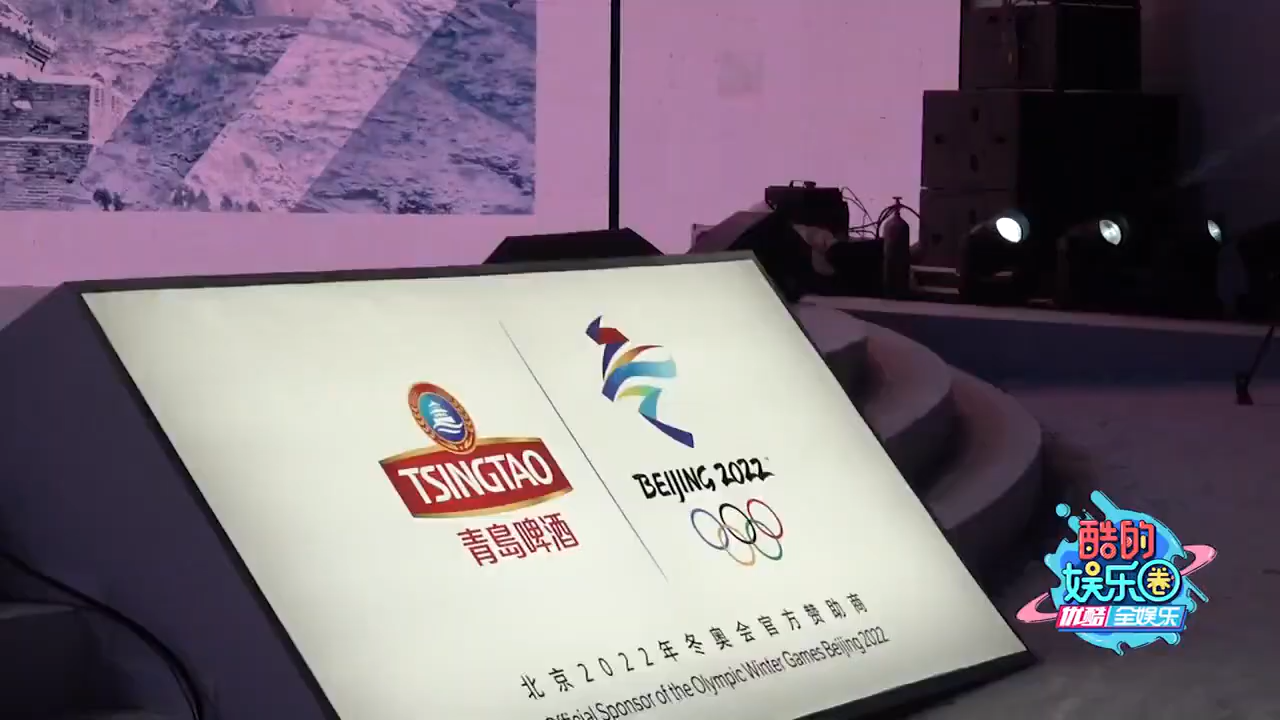 TSINGTAO
青島啤酒
BEIJING 2022
北京2022年冬奥会官方赞助商
Official Sponsor of the Olympic Winter Games Beijing 2022
酷的
娱乐圈
优酷 全娱乐